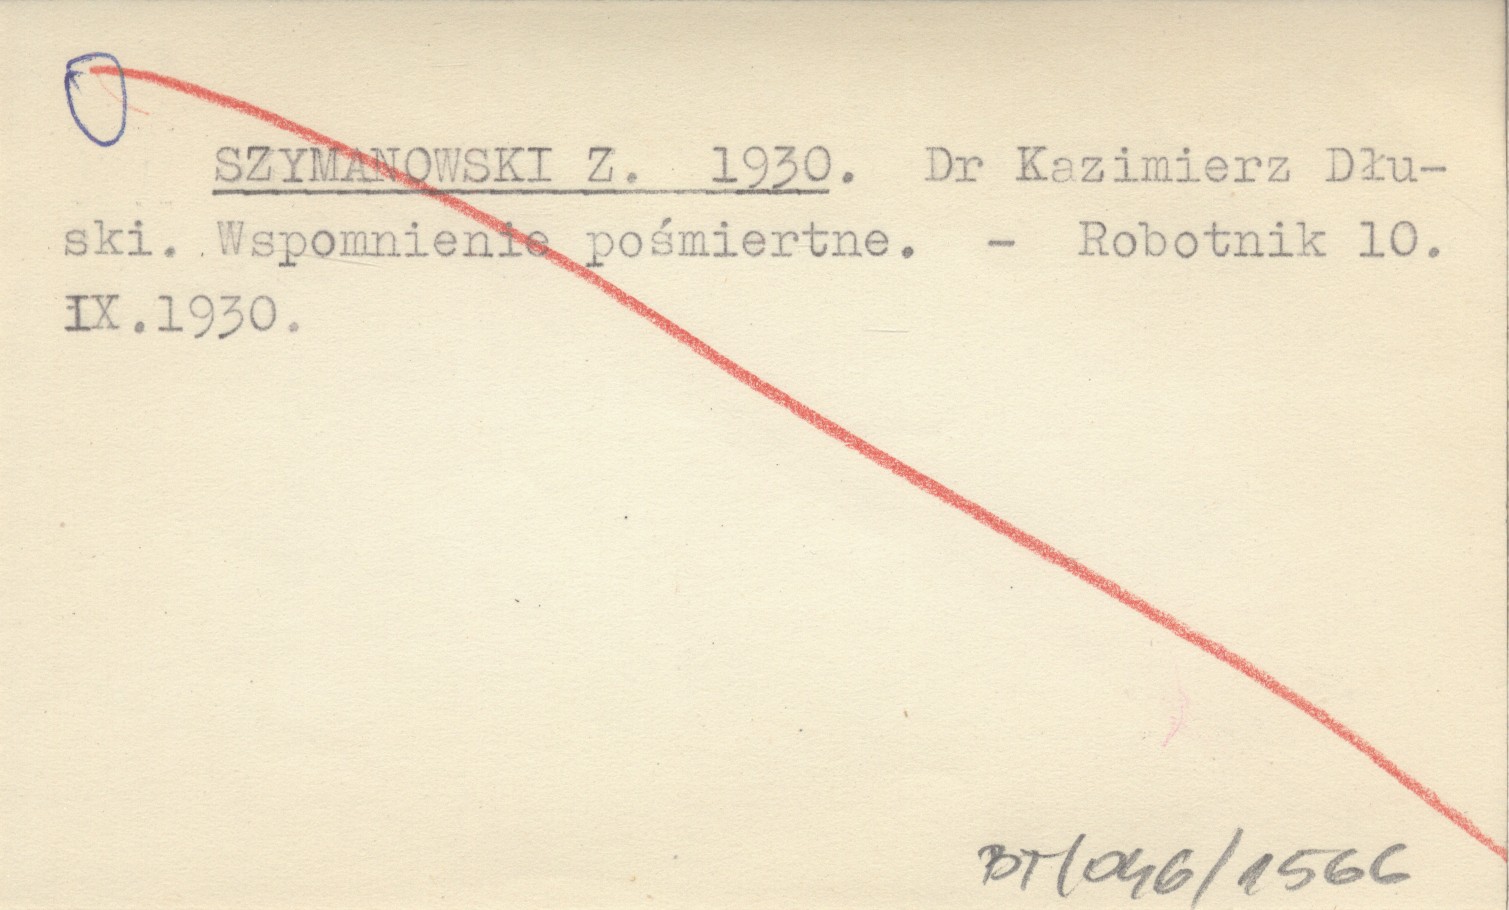 SZYMANOWSKI Z. 1930. Dr Kazimierz Dłu-
ski. Wspomnienie pośmiertne. - Robotnik 10.
IX.1930.
BT/046/1566